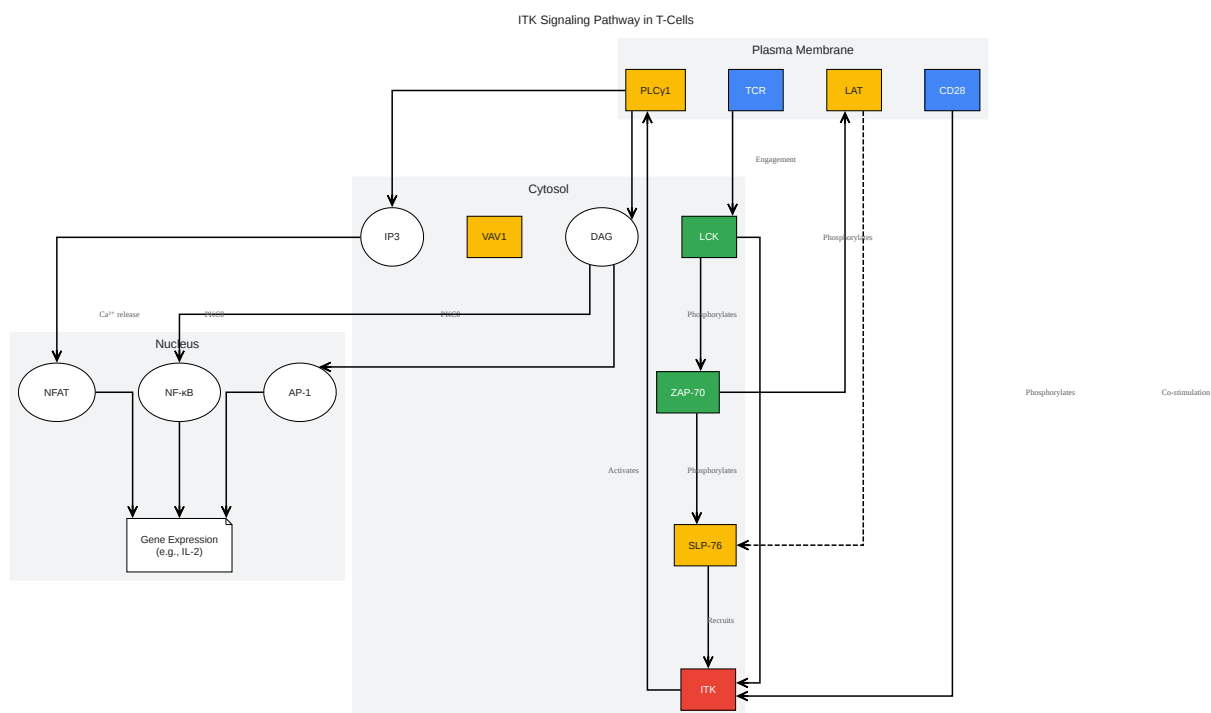 ITK Signaling Pathway in T-Cells
Plasma Membrane
PLCγ1
TCR
LAT
CD28
Engagement
Cytosol
IP3
VAV1
DAG
LCK
Phosphorylates
Ca²⁺ release
PKCθ
PKCθ
Phosphorylates
Nucleus
NFAT
NF-κB
AP-1
ZAP-70
Phosphorylates
Co-stimulation
Activates
Phosphorylates
Gene Expression
(e.g., IL-2)
SLP-76
Recruits
ITK